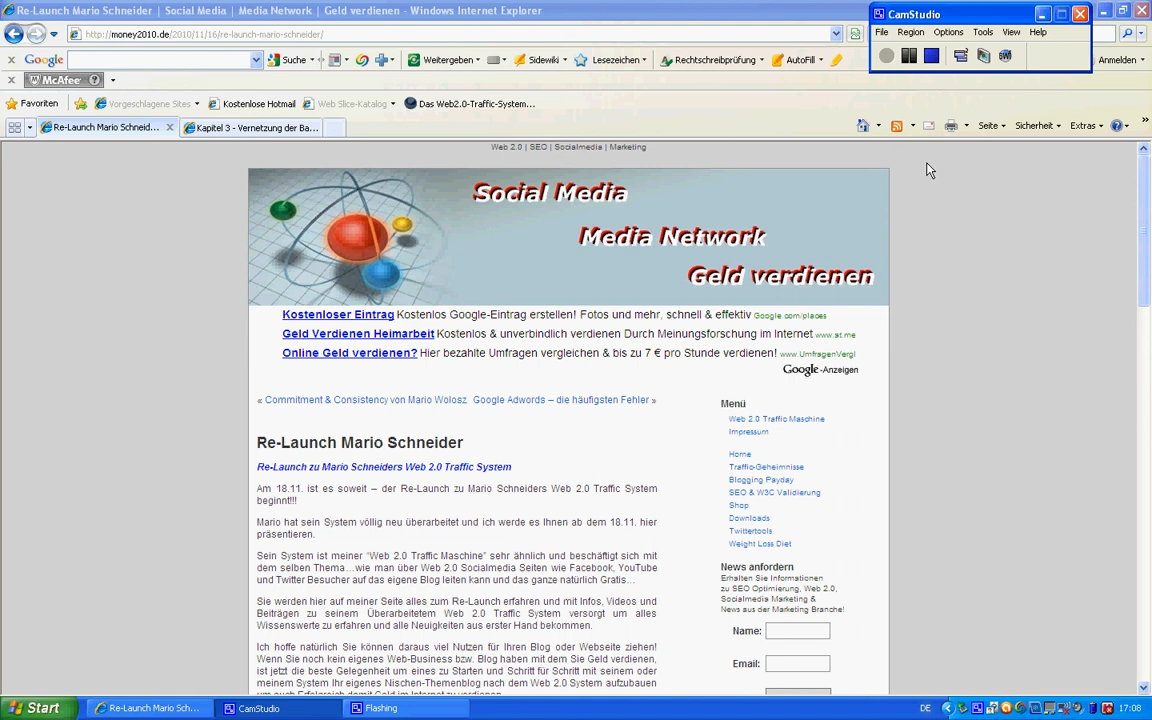 Re-Launch Mario Schneider | Social Media | Media Network | Geld verdienen - Windows Internet Explorer
CamStudio
http://money2010.de/2010/11/16/re-launch-mario-schneider/
File Region Options Tools View Help
Google Suche Weitergeben Sidewiki Lesezeichen Rechtschreibprüfung AutoFill Anmelden
McAfee
Favoriten Vorgeschlagene Sites Kostenlose Hotmail Web Slice-Katalog Das Web2.0-Traffic-System...
Re-Launch Mario Schneid... Kapitel 3 - Vernetzung der Ba... Seite Sicherheit Extras
Web 2.0 | SEO | Socialmedia | Marketing
Social Media
Media Network
Geld verdienen
Kostenloser Eintrag Kostenlos Google-Eintrag erstellen! Fotos und mehr, schnell & effektiv Google.com/places
Geld Verdienen Heimarbeit Kostenlos & unverbindlich verdienen Durch Meinungsforschung im Internet www.at.me
Online Geld verdienen? Hier bezahlte Umfragen vergleichen & bis zu 7 € pro Stunde verdienen! www.UmfragenVergl
Google-Anzeigen
« Commitment & Consistency von Mario Wolosz Google Adwords – die häufigsten Fehler »
Re-Launch Mario Schneider
Re-Launch zu Mario Schneiders Web 2.0 Traffic System
Am 18.11. ist es soweit – der Re-Launch zu Mario Schneiders Web 2.0 Traffic System
beginnt!!!
Mario hat sein System völlig neu überarbeitet und ich werde es Ihnen ab dem 18.11. hier
präsentieren.
Sein System ist meiner “Web 2.0 Traffic Maschine” sehr ähnlich und beschäftigt sich mit
dem selben Thema…wie man über Web 2.0 Socialmedia Seiten wie Facebook, YouTube
und Twitter Besucher auf das eigene Blog leiten kann und das ganze natürlich Gratis…
Sie werden hier auf meiner Seite alles zum Re-Launch erfahren und mit Infos, Videos und
Beiträgen zu seinem Überarbeitetem Web 2.0 Traffic System versorgt um alles
Wissenswerte zu erfahren und alle Neuigkeiten aus erster Hand bekommen.
Ich hoffe natürlich Sie können daraus viel Nutzen für Ihren Blog oder Webseite ziehen!
Wenn Sie noch kein eigenes Web-Business bzw. Blog haben mit dem Sie Geld verdienen,
ist jetzt die beste Gelegenheit um eines zu Starten und Schritt für Schritt mit seinem oder
meinem System Ihr eigenes Nischen-Themenblog nach dem Web 2.0 System aufzubauen
um auch Erfolgreich damit Geld im Internet zu verdienen.
Menü
Web 2.0 Traffic Maschine
Impressum
Home
Traffic-Geheimnisse
Blogging Payday
SEO & W3C Validierung
Shop
Downloads
Twittertools
Weight Loss Diet
News anfordern
Erhalten Sie Informationen
zu SEO Optimierung, Web 2.0,
Socialmedia Marketing &
News aus der Marketing Branche!
Name:
Email:
Start Re-Launch Mario Sch... CamStudio Flashing DE 17:08